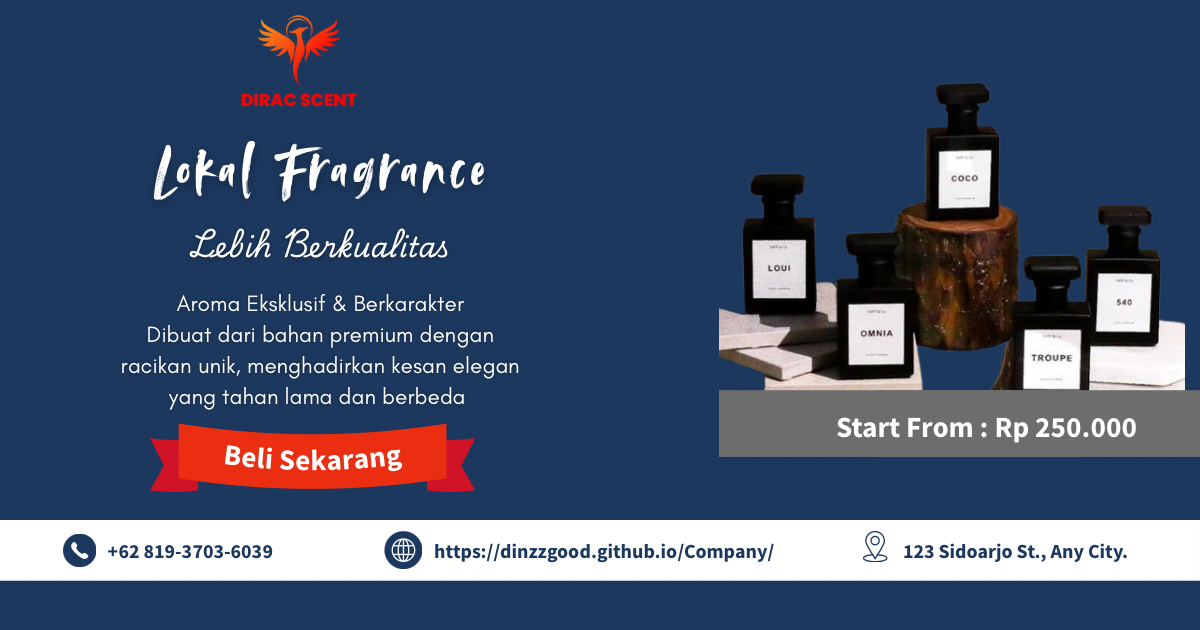 DIRAC SCENT
Lokal Fragrance
Lebih Berkualitas
Aroma Eksklusif & Berkarakter
Dibuat dari bahan premium dengan
racikan unik, menghadirkan kesan elegan
yang tahan lama dan berbeda
Beli Sekarang
COCO
LOUI
OMNIA
540
TROUPE
Start From : Rp 250.000
+62 819-3703-6039
https://dinzzgood.github.io/Company/
123 Sidoarjo St., Any City.